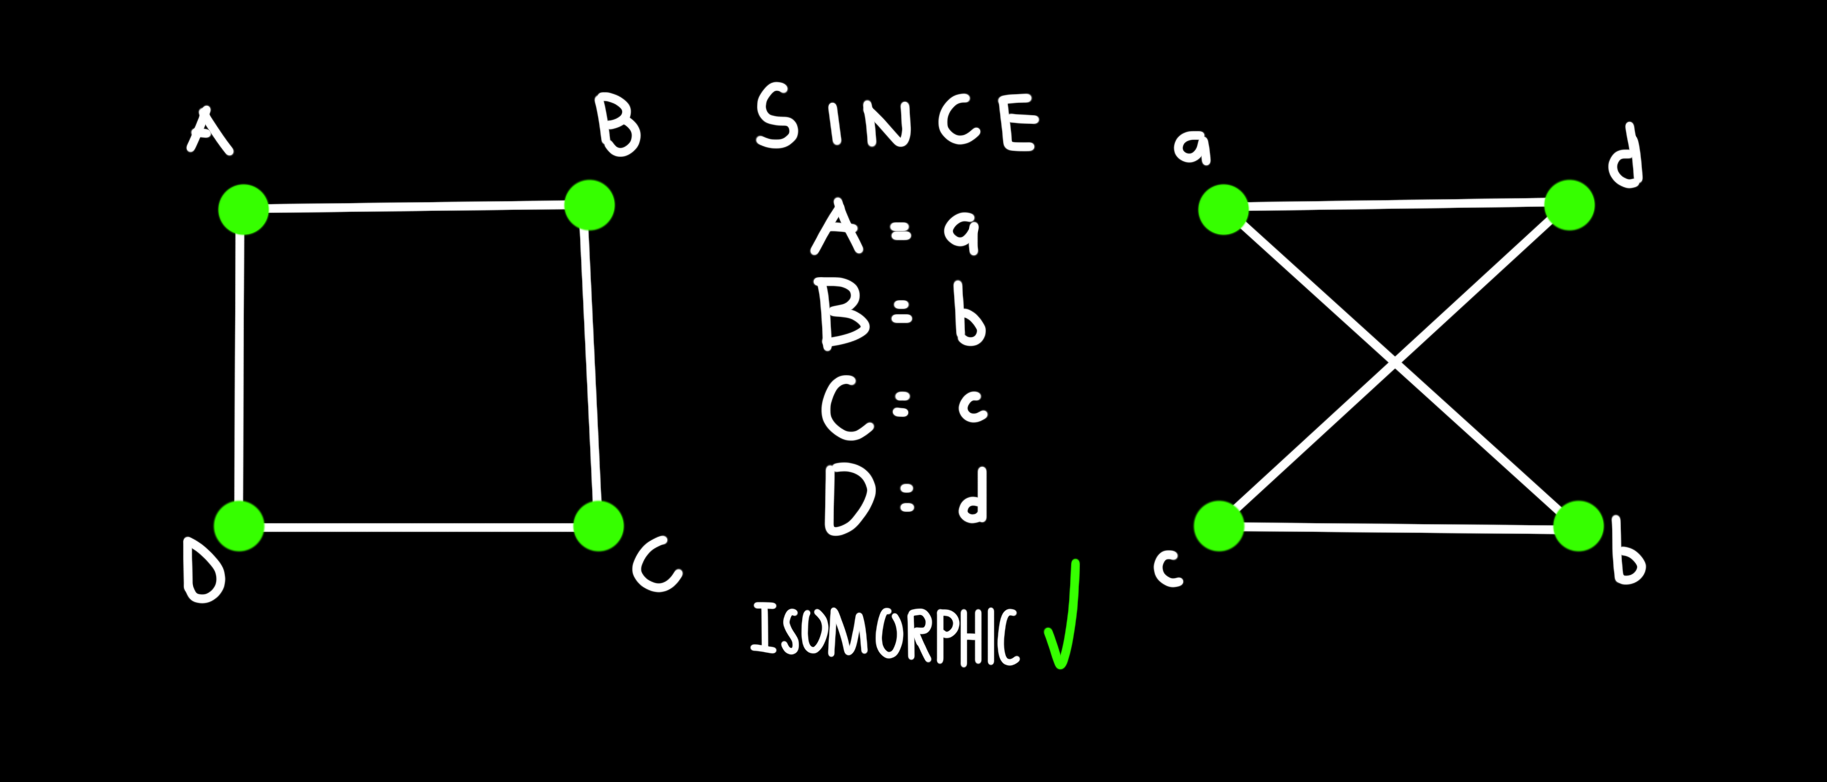 A
B
SINCE
a
d
A = a
B = b
C = c
D = d
D
C
c
b
ISOMORPHIC ✓